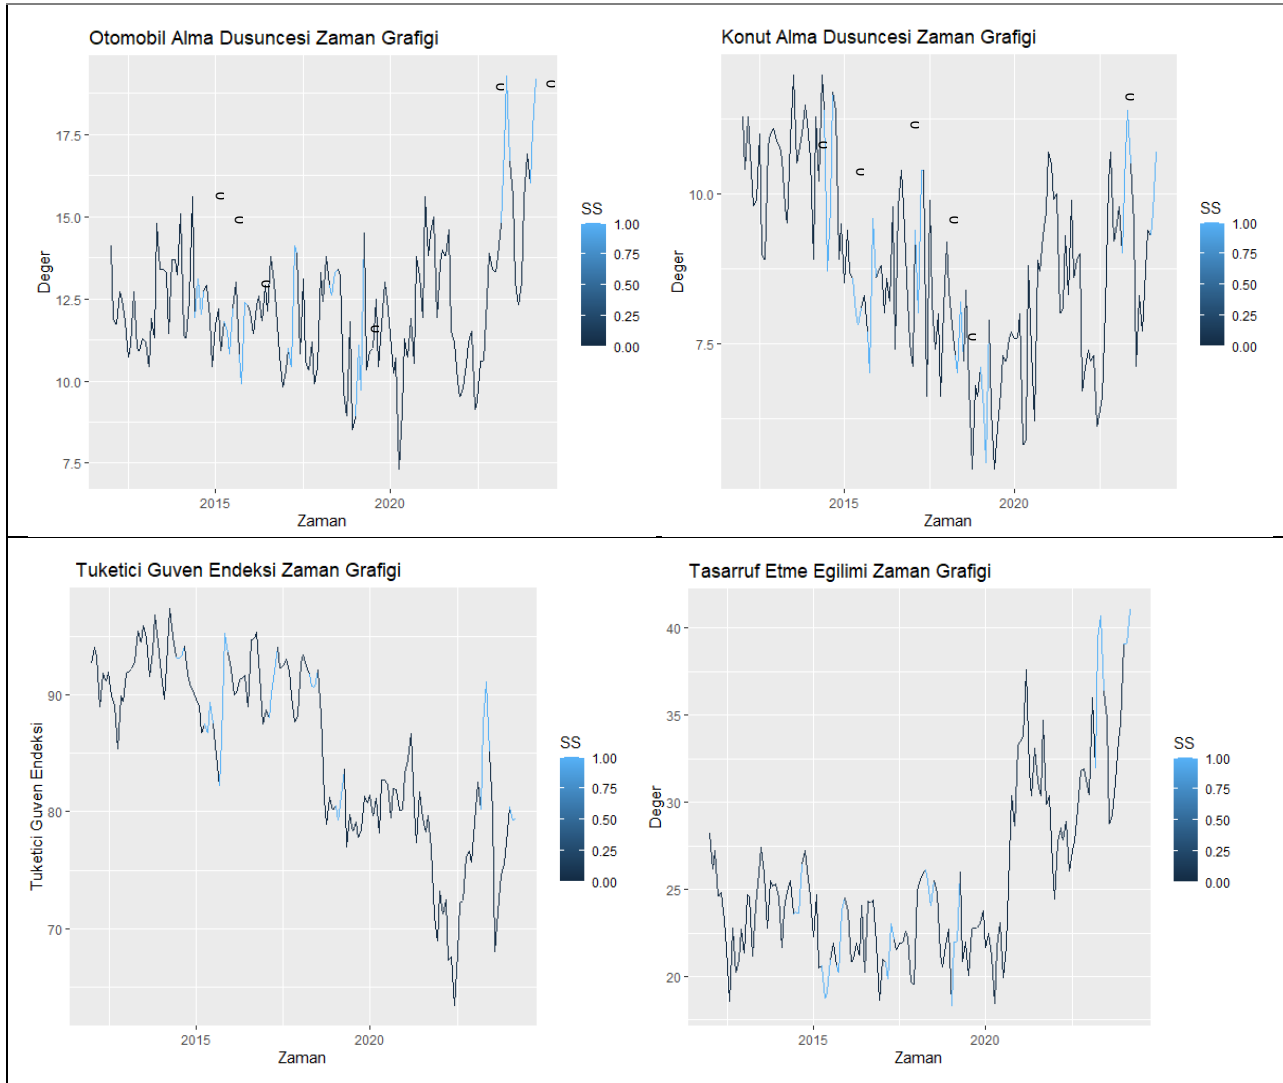 Otomobil Alma Dusuncesi Zaman Grafigi
17.5
15.0
12.5
10.0
7.5
Deger
2015
2020
Zaman
SS
1.00
0.75
0.50
0.25
0.00
Konut Alma Dusuncesi Zaman Grafigi
10.0
7.5
Deger
2015
2020
Zaman
SS
1.00
0.75
0.50
0.25
0.00
Tuketici Guven Endeksi Zaman Grafigi
90
80
70
Tuketici Guven Endeksi
2015
2020
Zaman
SS
1.00
0.75
0.50
0.25
0.00
Tasarruf Etme Egilimi Zaman Grafigi
40
35
30
25
20
Deger
2015
2020
Zaman
SS
1.00
0.75
0.50
0.25
0.00